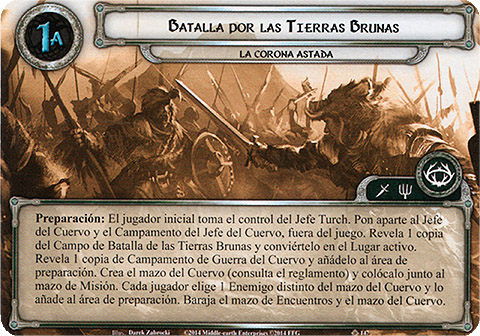 1A
Batalla por las Tierras Brunas
La Corona Astada
Preparación: El jugador inicial toma el control del Jefe Turch. Pon aparte al Jefe
del Cuervo y el Campamento del Jefe del Cuervo, fuera del juego. Revela 1 copia
del Campo de Batalla de las Tierras Brunas y conviértelo en el Lugar activo.
Revela 1 copia de Campamento de Guerra del Cuervo y añádelo al área de
preparación. Crea el mazo del Cuervo (consulta el reglamento) y colócalo junto al
mazo de Misión. Cada jugador elige 1 Enemigo distinto del mazo del Cuervo y lo
añade al área de preparación. Baraja el mazo de Encuentros y el mazo del Cuervo.
Illus. Darek Zabrocki ©2014 Middle-earth Enterprises ©2014 FFG